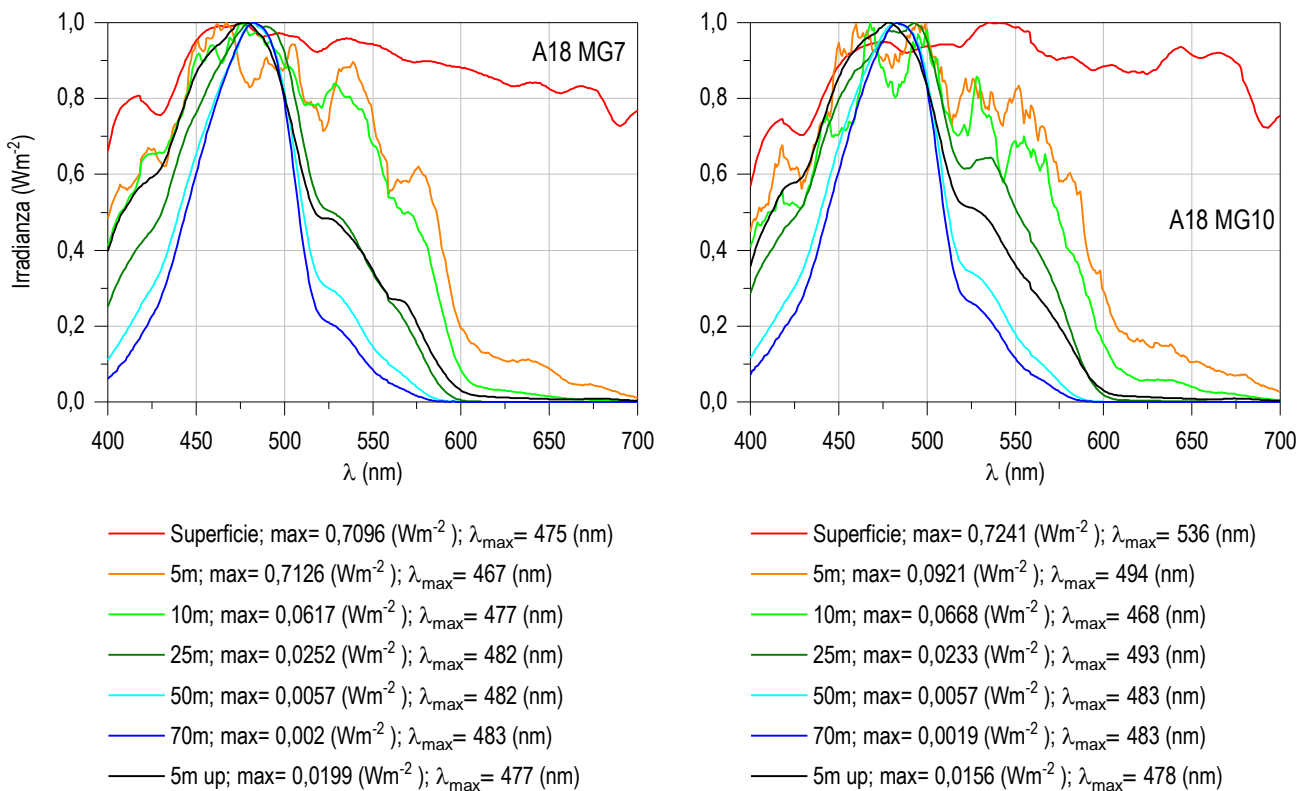 1,0
0,8
0,6
0,4
0,2
0,0
Irradianza (Wm-2)
A18 MG7
400 450 500 550 600 650 700
λ (nm)
Superficie; max= 0,7096 (Wm-2 ); λmax= 475 (nm)
5m; max= 0,7126 (Wm-2 ); λmax= 467 (nm)
10m; max= 0,0617 (Wm-2 ); λmax= 477 (nm)
25m; max= 0,0252 (Wm-2 ); λmax= 482 (nm)
50m; max= 0,0057 (Wm-2 ); λmax= 482 (nm)
70m; max= 0,002 (Wm-2 ); λmax= 483 (nm)
5m up; max= 0,0199 (Wm-2 ); λmax= 477 (nm)
1,0
0,8
0,6
0,4
0,2
0,0
A18 MG10
400 450 500 550 600 650 700
λ (nm)
Superficie; max= 0,7241 (Wm-2 ); λmax= 536 (nm)
5m; max= 0,0921 (Wm-2 ); λmax= 494 (nm)
10m; max= 0,0668 (Wm-2 ); λmax= 468 (nm)
25m; max= 0,0233 (Wm-2 ); λmax= 493 (nm)
50m; max= 0,0057 (Wm-2 ); λmax= 483 (nm)
70m; max= 0,0019 (Wm-2 ); λmax= 483 (nm)
5m up; max= 0,0156 (Wm-2 ); λmax= 478 (nm)